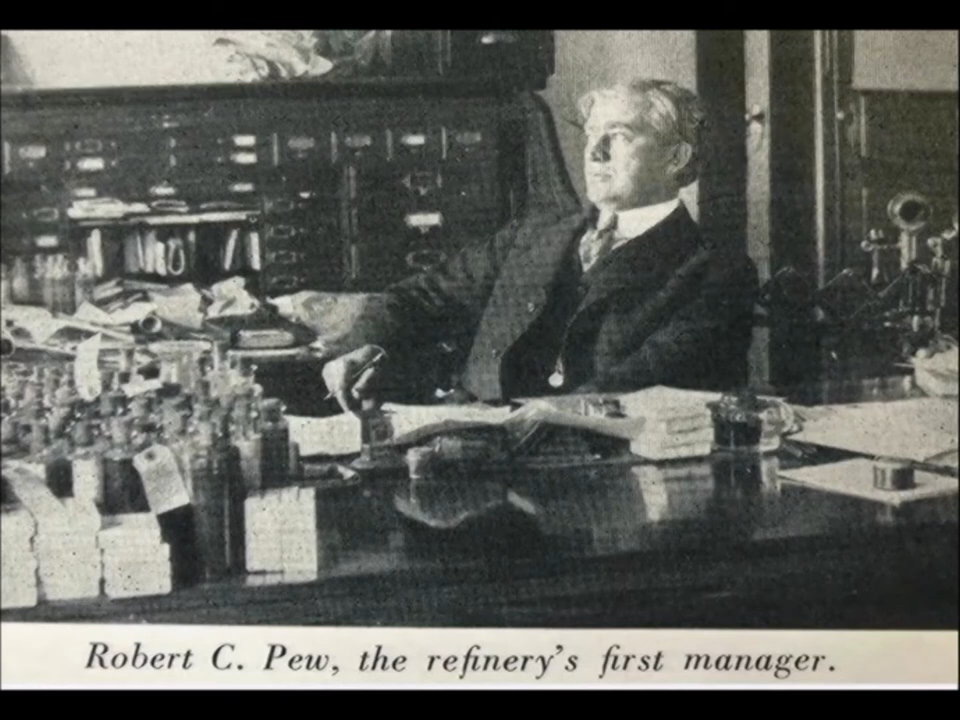 Robert C. Pew, the refinery's first manager.